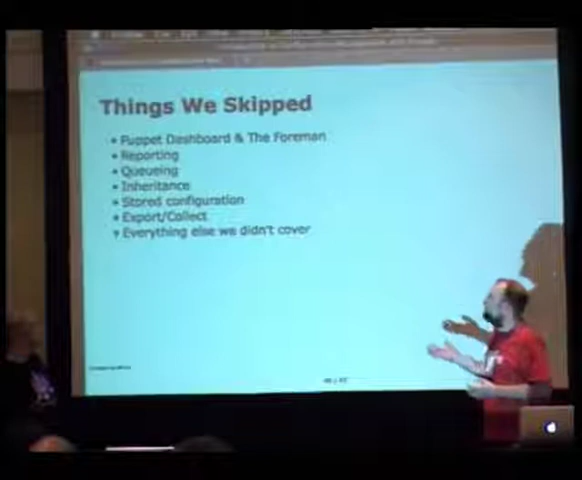 Things We Skipped
• Puppet Dashboard & The Foreman
• Reporting
• Queueing
• Inheritance
• Stored configuration
• Export/Collect
• Everything else we didn't cover